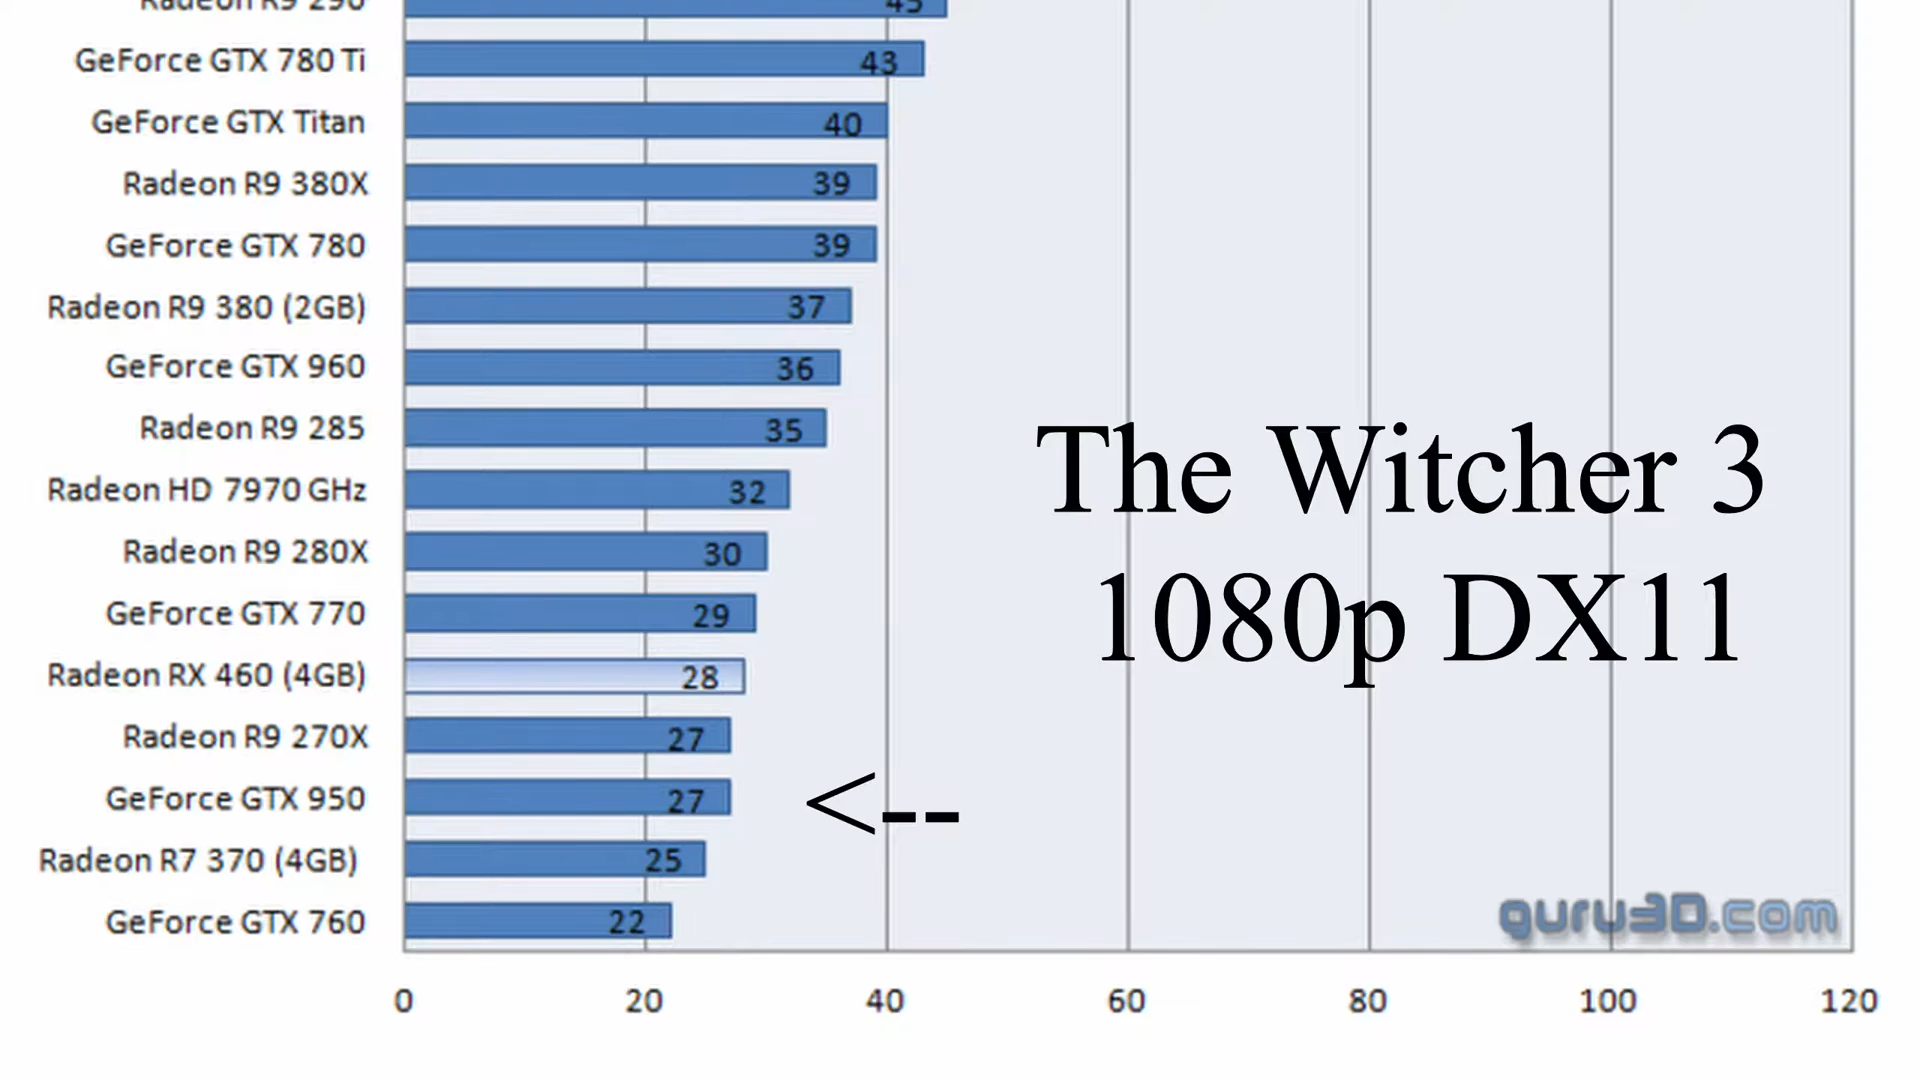 Radeon R9 290 45
GeForce GTX 780 Ti 43
GeForce GTX Titan 40
Radeon R9 380X 39
GeForce GTX 780 39
Radeon R9 380 (2GB) 37
GeForce GTX 960 36
Radeon R9 285 35
Radeon HD 7970 GHz 32
Radeon R9 280X 30
GeForce GTX 770 29
Radeon RX 460 (4GB) 28
Radeon R9 270X 27
GeForce GTX 950 27 <--
Radeon R7 370 (4GB) 25
GeForce GTX 760 22
The Witcher 3
1080p DX11
guru3D.com
0 20 40 60 80 100 120